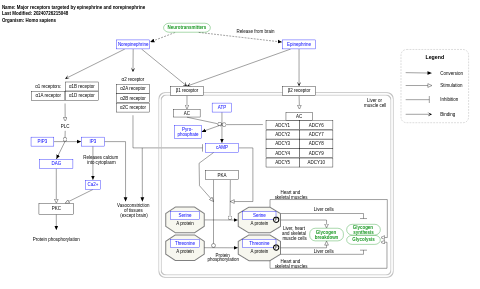 Name: Major receptors targeted by epinephrine and norepinephrine
Last Modified: 20240726215048
Organism: Homo sapiens
Neurotransmitters
Release from brain
Norepinephrine
Epinephrine
Legend
Conversion
Stimulation
Inhibition
Binding
α1 receptors:
α1B receptor
α1A receptor
α1D receptor
α2 receptor
α2A receptor
α2B receptor
α2C receptor
β1 receptor
β2 receptor
Liver or
muscle cell
ATP
AC
AC
Pyro-
phosphate
ADCY1
ADCY6
ADCY2
ADCY7
ADCY3
ADCY8
ADCY4
ADCY9
ADCY5
ADCY10
cAMP
PLC
PIP3
IP3
DAG
Releases calcium
into-cytoplasm
Ca2+
PKC
Protein phosphorylation
Vasoconstriction
of tissues
(except brain)
PKA
Heart and
skeletal muscles
Serine
A protein
Serine
A protein
P
Liver cells
Liver, heart
and skeletal
muscle cells
Glycogen
breakdown
Glycogen
synthesis
Glycolysis
Threonine
A protein
Threonine
A protein
P
Liver cells
Protein
phosphorylation
Heart and
skeletal muscles